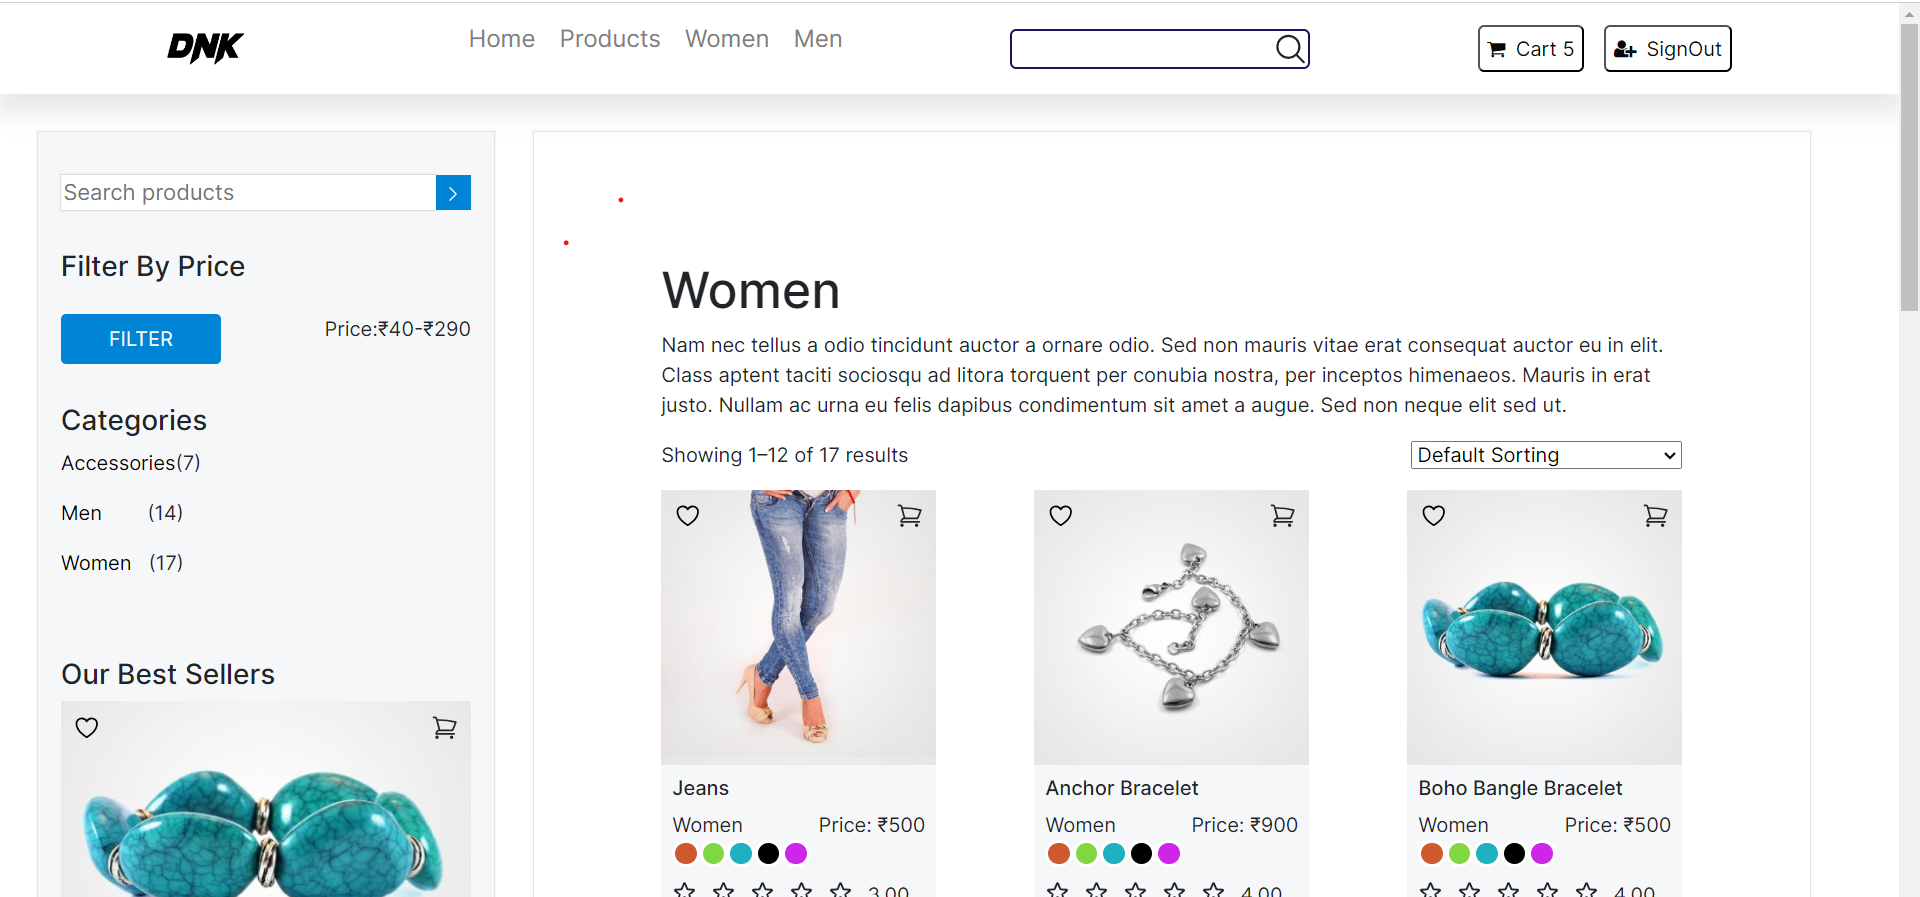 DNK Home Products Women Men Cart 5 SignOut
Search products
Filter By Price
FILTER Price:₹40-₹290
Categories
Accessories(7)
Men (14)
Women (17)
Our Best Sellers
Women
Nam nec tellus a odio tincidunt auctor a ornare odio. Sed non mauris vitae erat consequat auctor eu in elit.
Class aptent taciti sociosqu ad litora torquent per conubia nostra, per inceptos himenaeos. Mauris in erat
justo. Nullam ac urna eu felis dapibus condimentum sit amet a augue. Sed non neque elit sed ut.
Showing 1–12 of 17 results Default Sorting
Jeans
Women Price: ₹500
3.00
Anchor Bracelet
Women Price: ₹900
4.00
Boho Bangle Bracelet
Women Price: ₹500
4.00